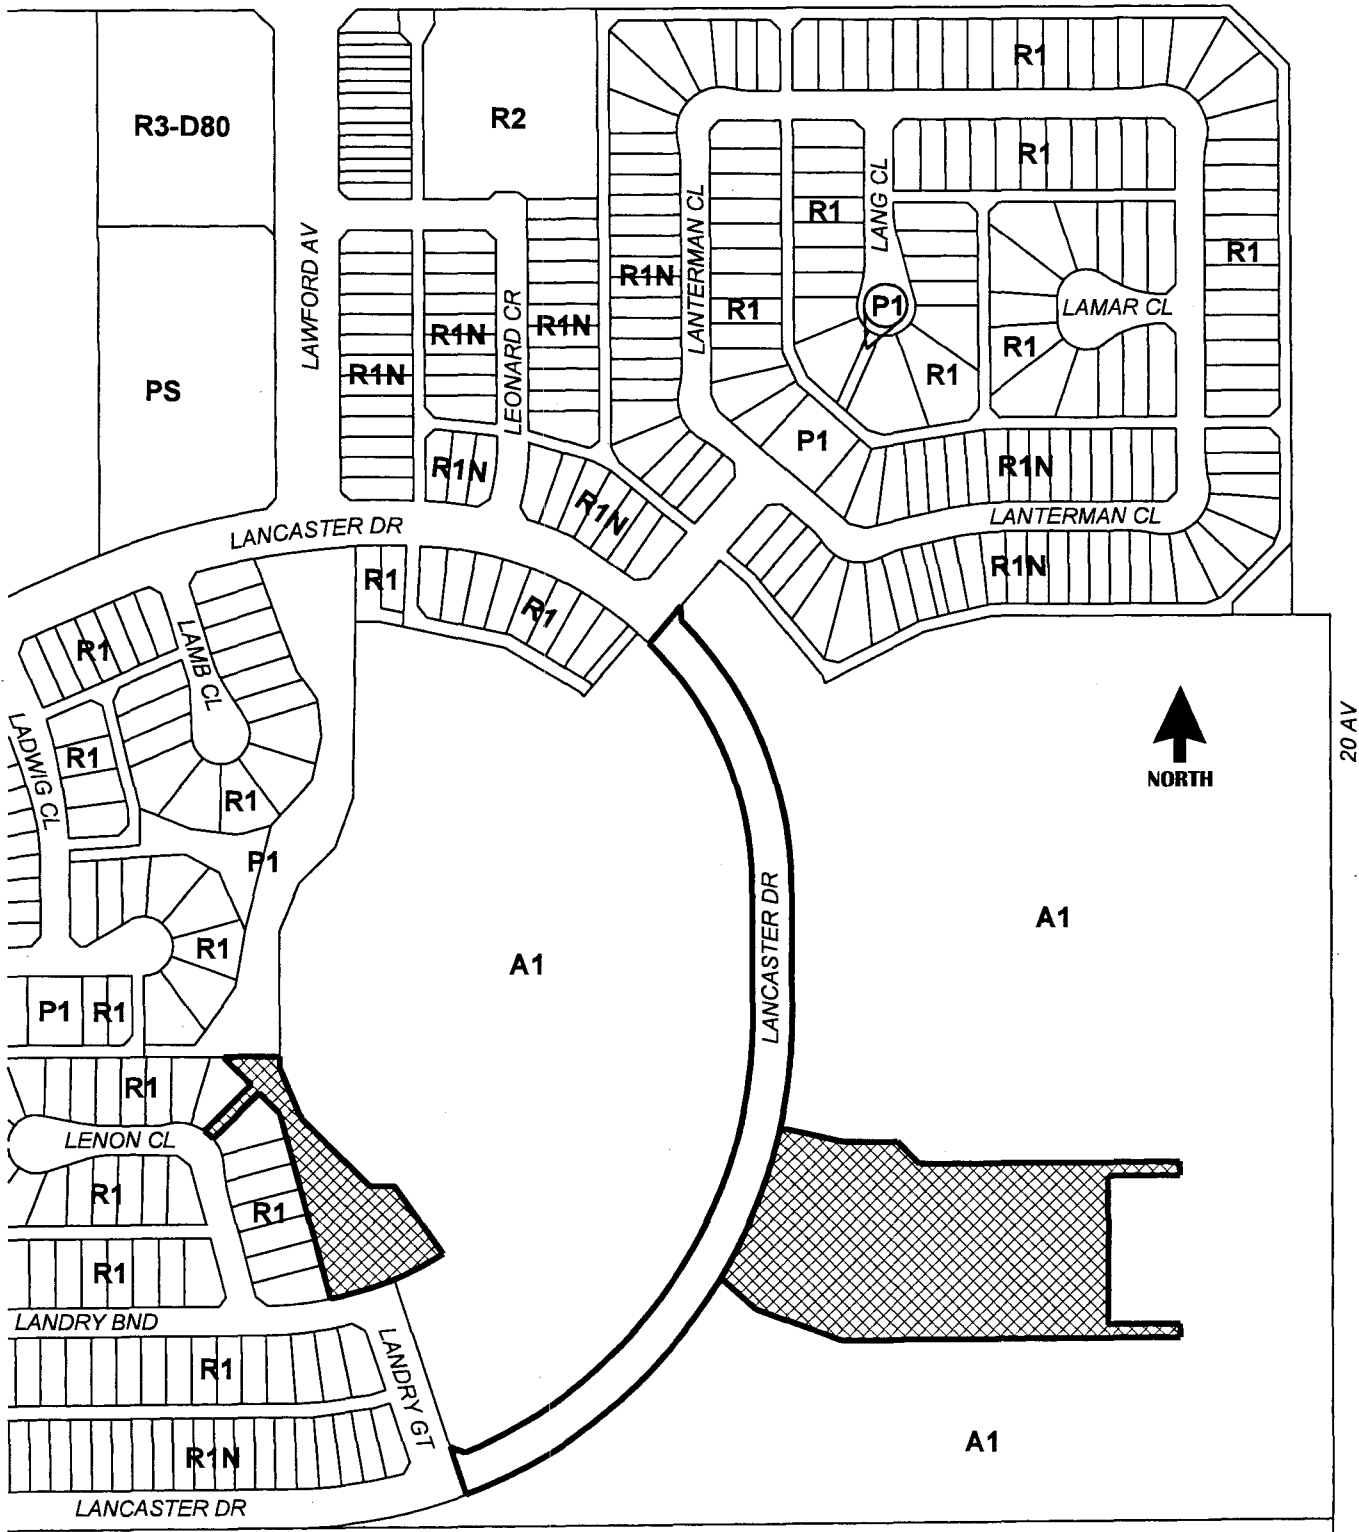 R1
R3-D80
R2
R1
R1
LAWFORD AV
LANTERMAN CL
LANG CL
R1N
R1
R1
P1
LAMAR CL
R1N
LEONARD CR
R1N
R1
R1
R1
PS
R1N
P1
R1N
R1N
R1N
LANTERMAN CL
LANCASTER DR
R1N
R1
R1
R1
LAMB CL
LADWIG CL
R1
20 AV
NORTH
R1
P1
LANCASTER DR
A1
R1
A1
P1
R1
R1
LENON CL
R1
R1
R1
LANDRY BND
R1
LANDRY GT
R1N
A1
LANCASTER DR